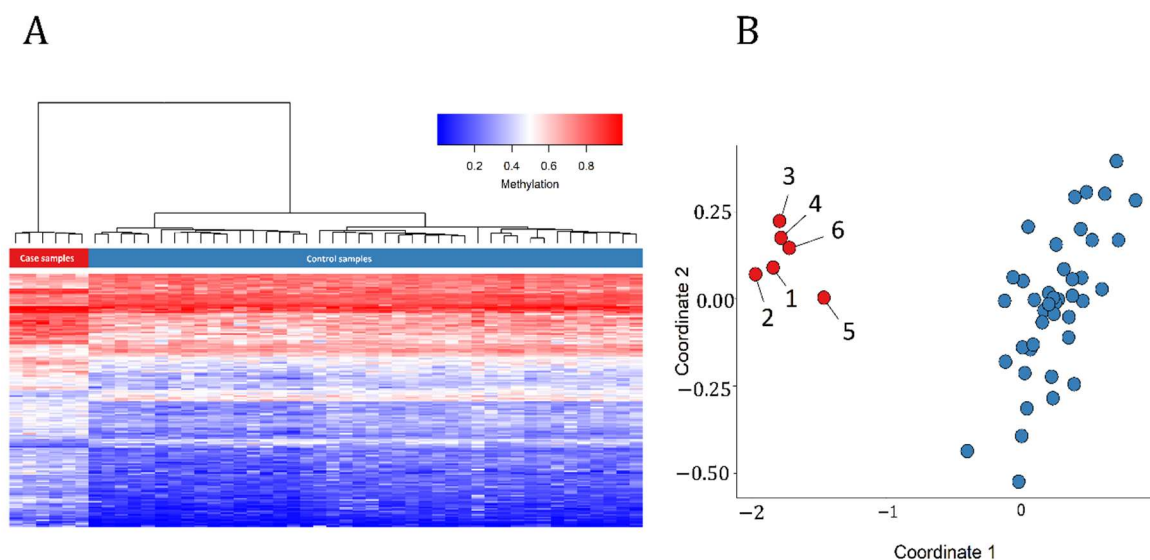 A
B
0.2 0.4 0.6 0.8
Methylation
Case samples
Control samples
3
4
6
1
2
5
0.25
0.00
−0.25
−0.50
Coordinate 2
−2 −1 0
Coordinate 1